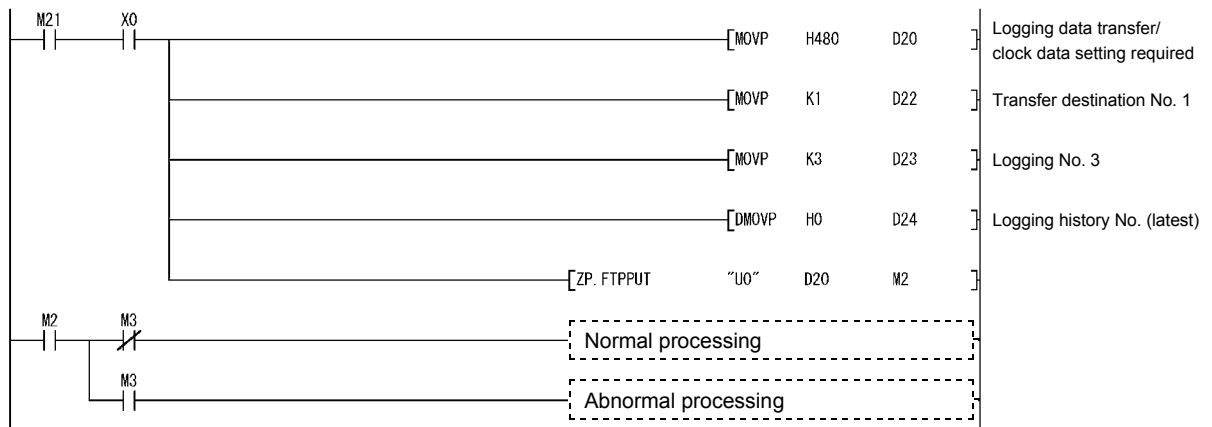 M21 X0
[MOVP H480 D20 ] Logging data transfer/
clock data setting required
[MOVP K1 D22 ] Transfer destination No. 1
[MOVP K3 D23 ] Logging No. 3
[DMOVP H0 D24 ] Logging history No. (latest)
[ZP.FTPPUT "U0" D20 M2 ]
M2 M3
Normal processing
M3
Abnormal processing